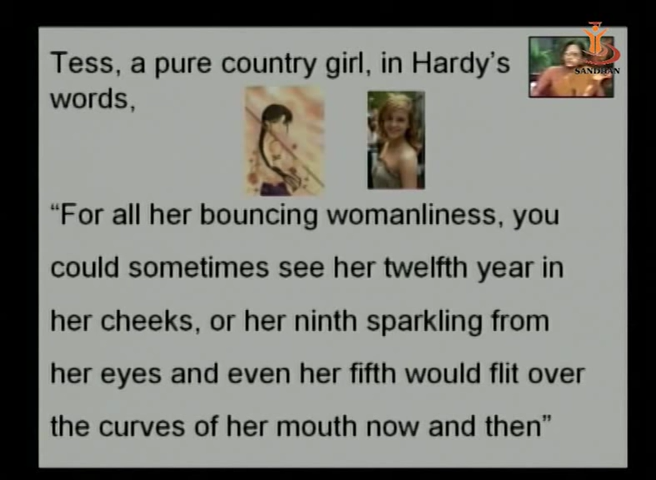 SANDHAN
Tess, a pure country girl, in Hardy's
words,
“For all her bouncing womanliness, you
could sometimes see her twelfth year in
her cheeks, or her ninth sparkling from
her eyes and even her fifth would flit over
the curves of her mouth now and then”